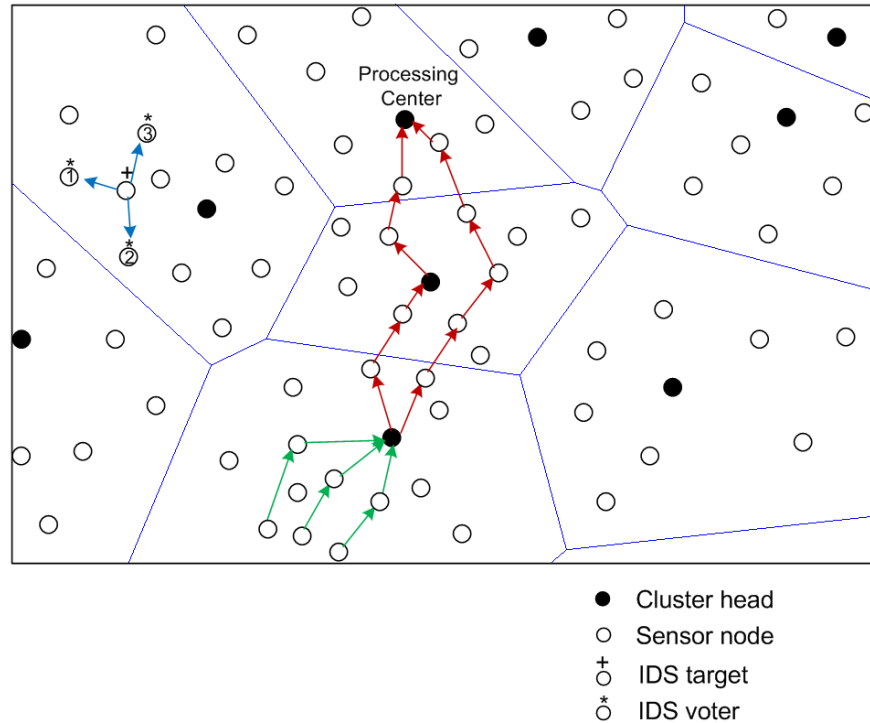 Processing
Center
*
3
*
1
+
*
2
Cluster head
Sensor node
+
IDS target
*
IDS voter